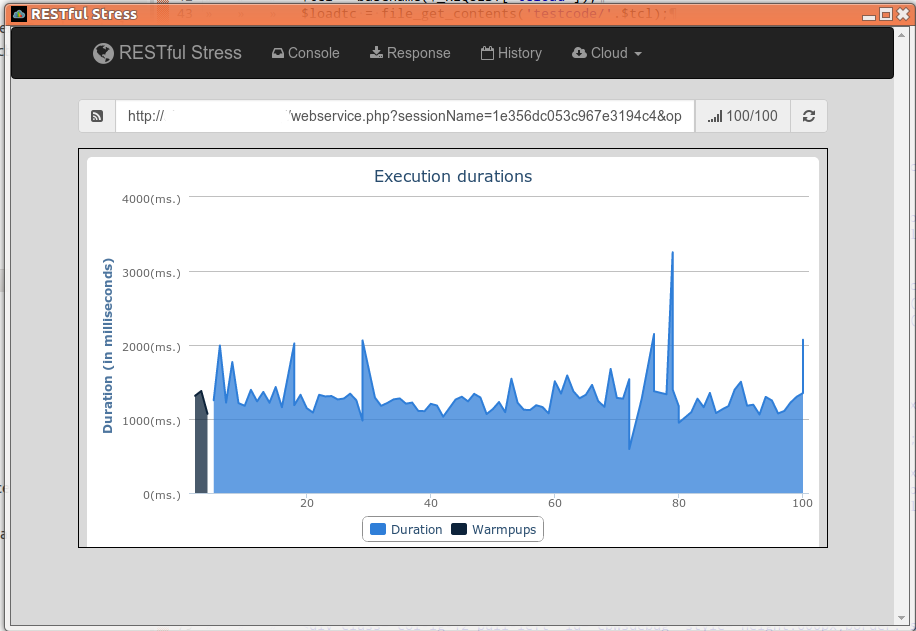 43 $loadtc = file_get_contents('testcode/'.$tcl);
RESTful Stress
RESTful Stress Console Response History Cloud
http:// /webservice.php?sessionName=1e356dc053c967e3194c4&op 100/100
Execution durations
4000(ms.)
3000(ms.)
2000(ms.)
1000(ms.)
0(ms.)
Duration (in milliseconds)
20 40 60 80 100
Duration Warmpups